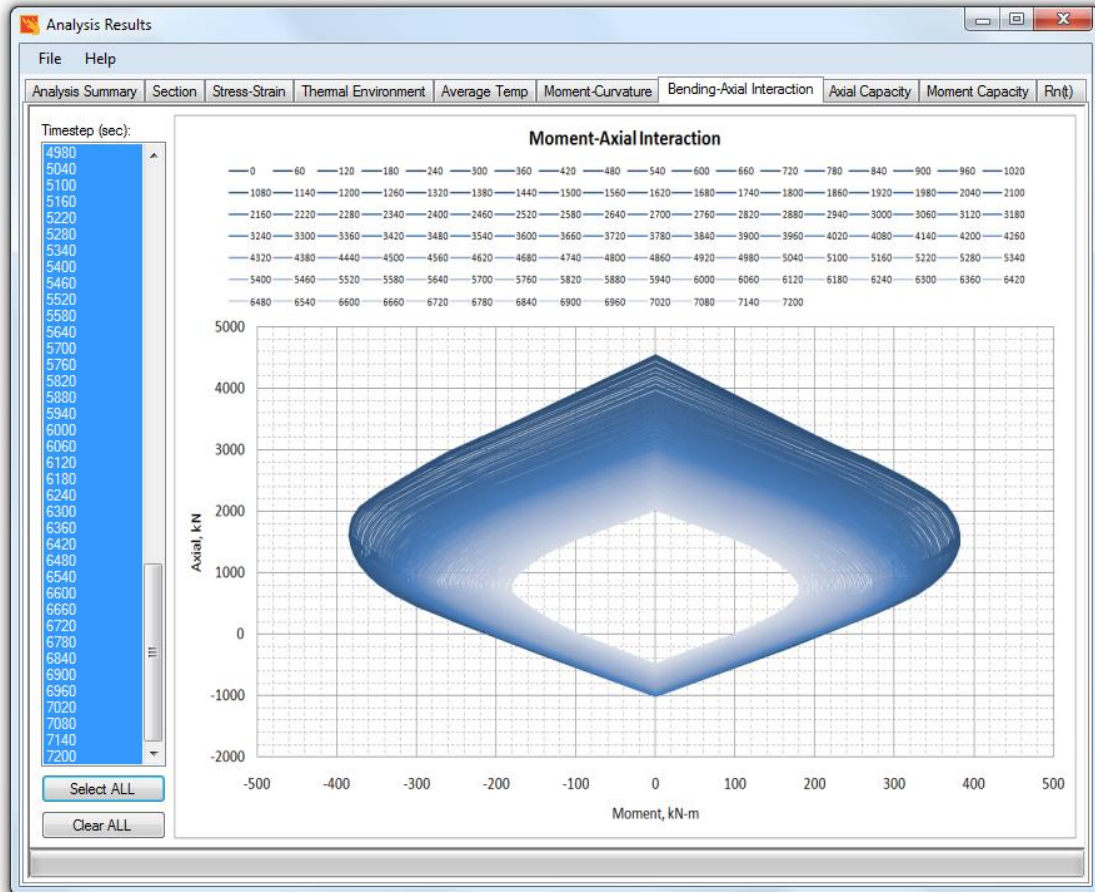 Analysis Results
File Help
Analysis Summary Section Stress-Strain Thermal Environment Average Temp Moment-Curvature Bending-Axial Interaction Axial Capacity Moment Capacity Rn(t)
Timestep (sec):
4980
5040
5100
5160
5220
5280
5340
5400
5460
5520
5580
5640
5700
5760
5820
5880
5940
6000
6060
6120
6180
6240
6300
6360
6420
6480
6540
6600
6660
6720
6780
6840
6900
6960
7020
7080
7140
7200
Select ALL
Clear ALL
Moment-Axial Interaction
0 60 120 180 240 300 360 420 480 540 600 660 720 780 840 900 960 1020
1080 1140 1200 1260 1320 1380 1440 1500 1560 1620 1680 1740 1800 1860 1920 1980 2040 2100
2160 2220 2280 2340 2400 2460 2520 2580 2640 2700 2760 2820 2880 2940 3000 3060 3120 3180
3240 3300 3360 3420 3480 3540 3600 3660 3720 3780 3840 3900 3960 4020 4080 4140 4200 4260
4320 4380 4440 4500 4560 4620 4680 4740 4800 4860 4920 4980 5040 5100 5160 5220 5280 5340
5400 5460 5520 5580 5640 5700 5760 5820 5880 5940 6000 6060 6120 6180 6240 6300 6360 6420
6480 6540 6600 6660 6720 6780 6840 6900 6960 7020 7080 7140 7200
5000
4000
3000
2000
1000
0
-1000
-2000
Axial, kN
-500 -400 -300 -200 -100 0 100 200 300 400 500
Moment, kN-m